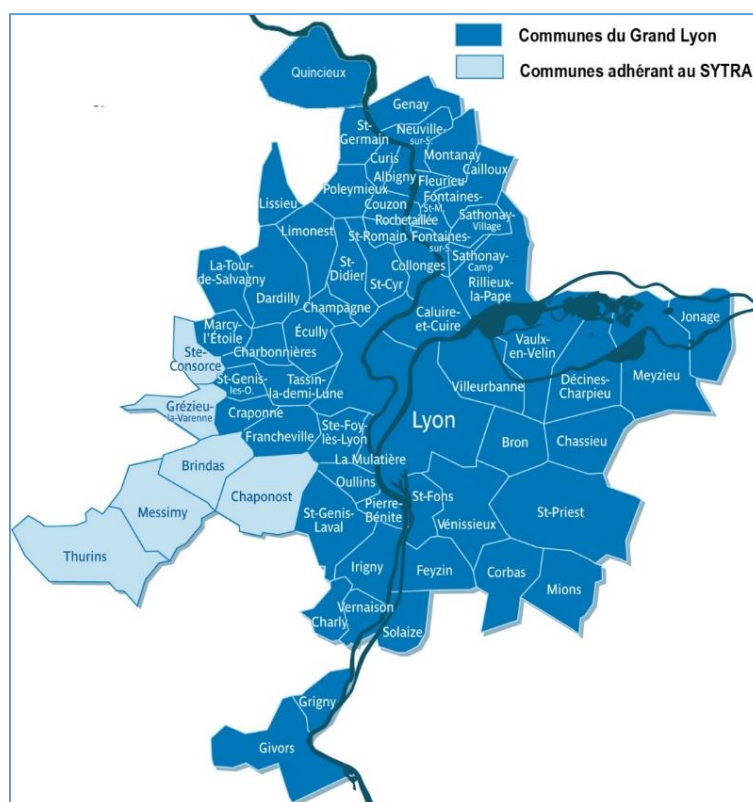 Communes du Grand Lyon
Communes adhérant au SYTRA
Quincieux
Genay
St-
Germain
Neuville-
sur-S.
Curis
Montanay
Albigny
Cailloux
Poleymieux
Fleurieu
Couzon
Fontaines-
St-M.
Lissieu
Rochetaillée
Sathonay-
Village
Limonest
St-Romain
Fontaines-
sur-S.
St-
Didier
Collonges
Sathonay-
Camp
La-Tour-
de-Salvagny
St-Cyr
Rillieux-
la-Pape
Dardilly
Champagne
Caluire-
et-Cuire
Jonage
Marcy-
l'Étoile
Écully
Vaulx-
en-Velin
Ste-
Consorce
Charbonnières
Meyzieu
St-Genis-
les-O.
Tassin-
la-demi-Lune
Villeurbanne
Décines-
Charpieu
Grézieu-
la-Varenne
Craponne
Ste-Foy-
lès-Lyon
Lyon
Francheville
Bron
Chassieu
La Mulatière
Brindas
Oullins
Chaponost
Pierre-
Bénite
St-Fons
Messimy
St-Genis-
Laval
Vénissieux
St-Priest
Thurins
Irigny
Feyzin
Corbas
Mions
Vernaison
Charly
Solaize
Grigny
Givors